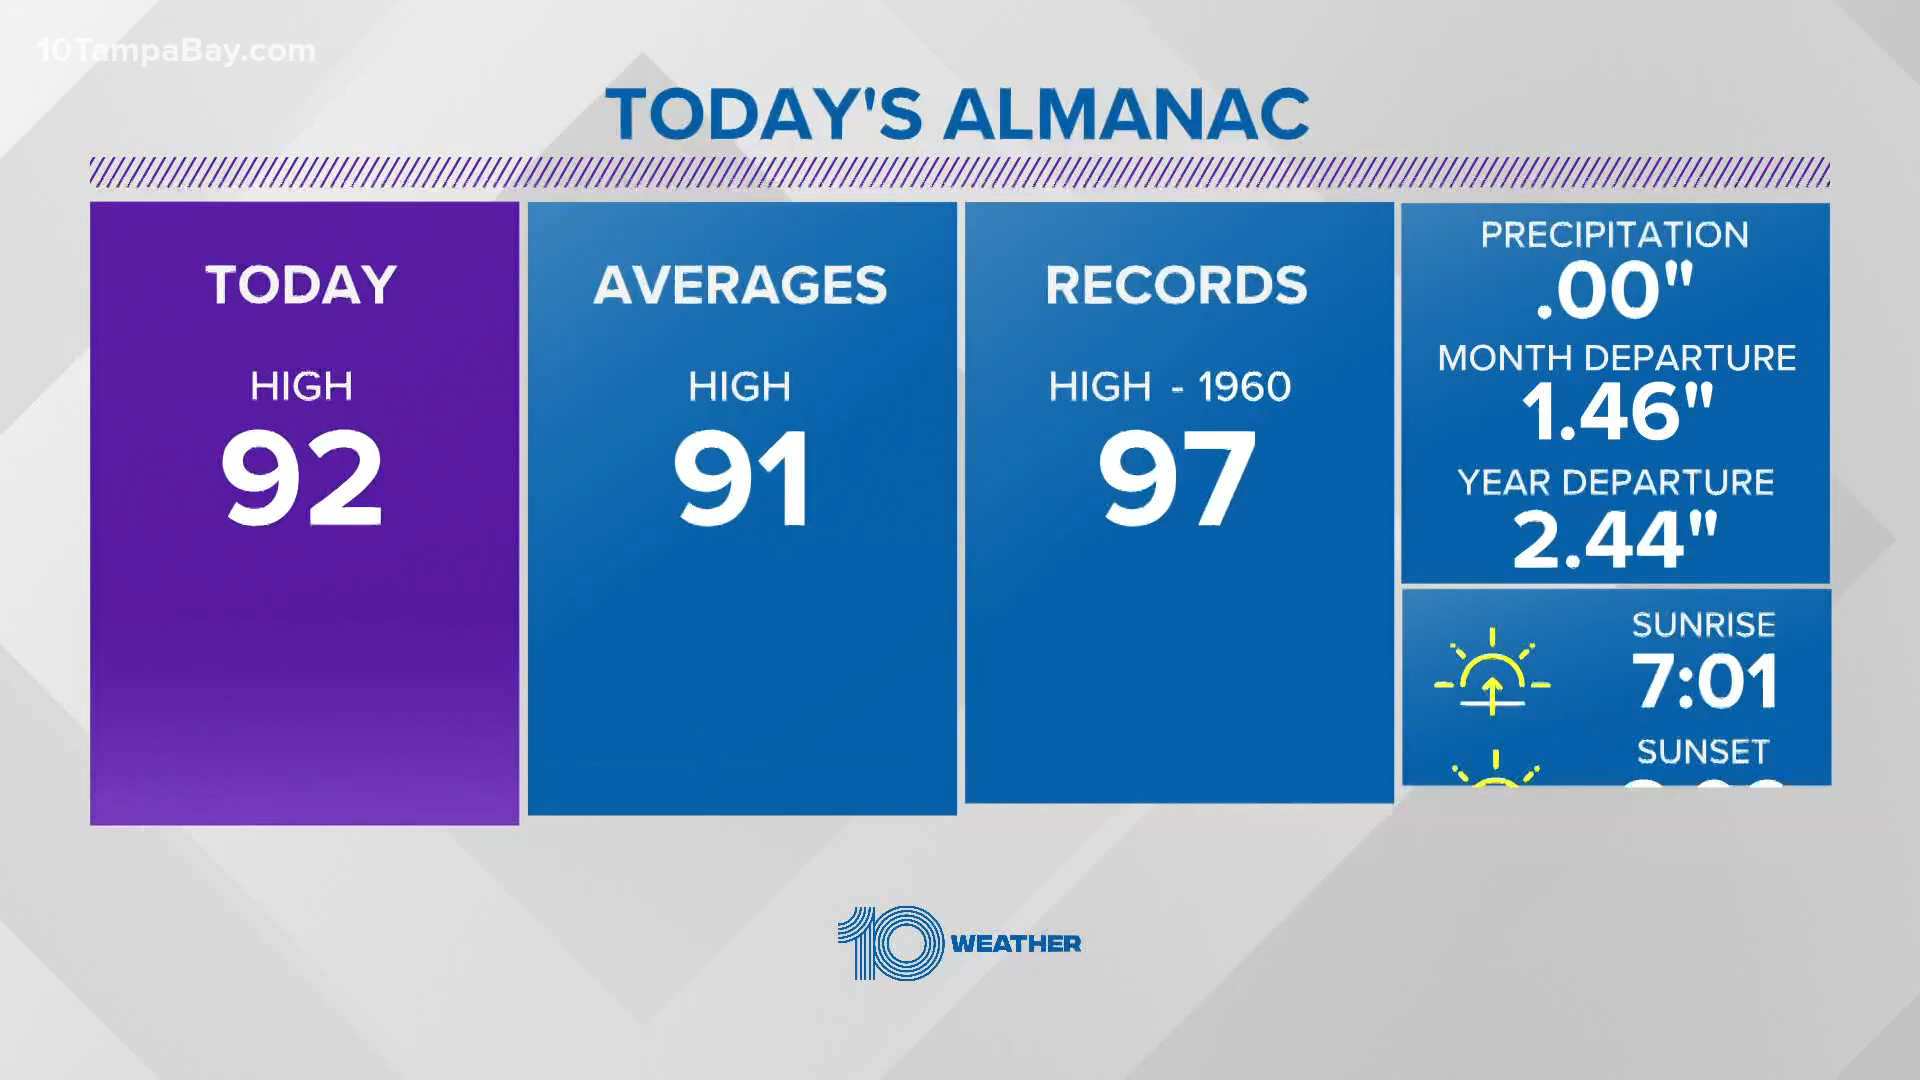 10TampaBay.com
TODAY'S ALMANAC
TODAY
HIGH
92
AVERAGES
HIGH
91
RECORDS
HIGH - 1960
97
PRECIPITATION
.00"
MONTH DEPARTURE
1.46"
YEAR DEPARTURE
2.44"
SUNRISE
7:01
SUNSET
10 WEATHER